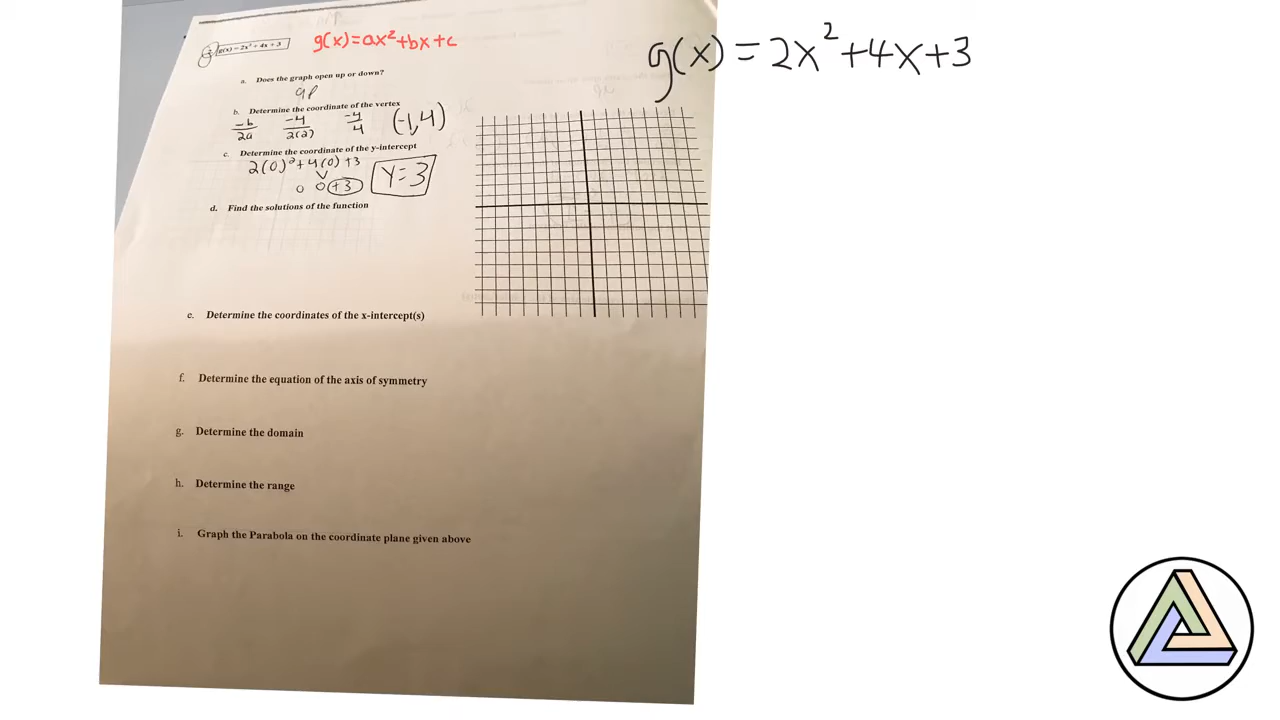 g(x) = 2x² + 4x + 3
g(x)=ax²+bx+c
g(x)=2x²+4x+3
a. Does the graph open up or down?
up
b. Determine the coordinate of the vertex
-b/2a -4/2(2) -4/4 (-1,4)
c. Determine the coordinate of the y-intercept
2(0)²+4(0)+3
0 0 +3 Y=3
d. Find the solutions of the function
e. Determine the coordinates of the x-intercept(s)
f. Determine the equation of the axis of symmetry
g. Determine the domain
h. Determine the range
i. Graph the Parabola on the coordinate plane given above